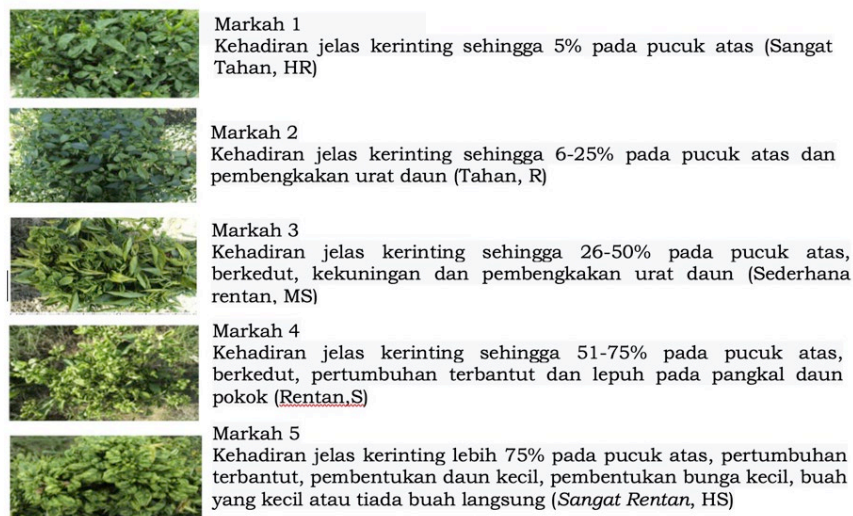 Markah 1
Kehadiran jelas kerinting sehingga 5% pada pucuk atas (Sangat
Tahan, HR)
Markah 2
Kehadiran jelas kerinting sehingga 6-25% pada pucuk atas dan
pembengkakan urat daun (Tahan, R)
Markah 3
Kehadiran jelas kerinting sehingga 26-50% pada pucuk atas,
berkedut, kekuningan dan pembengkakan urat daun (Sederhana
rentan, MS)
Markah 4
Kehadiran jelas kerinting sehingga 51-75% pada pucuk atas,
berkedut, pertumbuhan terbantut dan lepuh pada pangkal daun
pokok (Rentan,S)
Markah 5
Kehadiran jelas kerinting lebih 75% pada pucuk atas, pertumbuhan
terbantut, pembentukan daun kecil, pembentukan bunga kecil, buah
yang kecil atau tiada buah langsung (Sangat Rentan, HS)